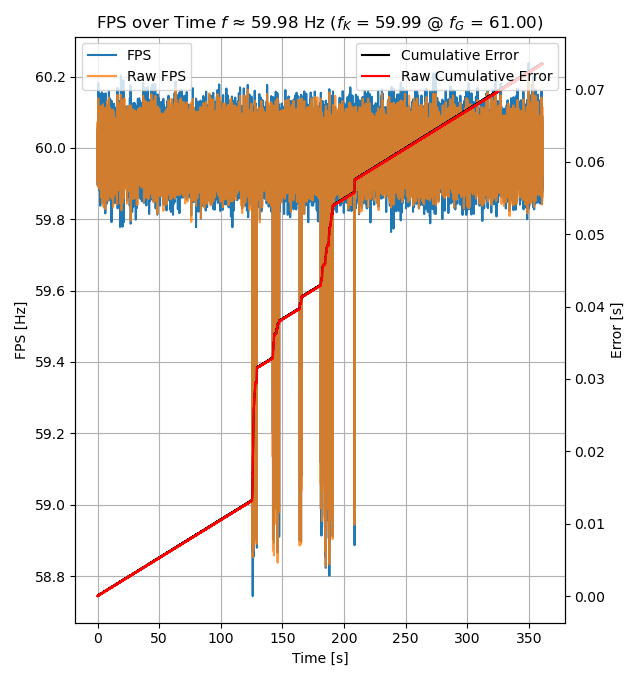 FPS over Time f ≈ 59.98 Hz (f_K = 59.99 @ f_G = 61.00)
FPS
Raw FPS
Cumulative Error
Raw Cumulative Error
FPS [Hz]
60.2
60.0
59.8
59.6
59.4
59.2
59.0
58.8
0.07
0.06
0.05
0.04
0.03
0.02
0.01
0.00
Error [s]
0 50 100 150 200 250 300 350
Time [s]